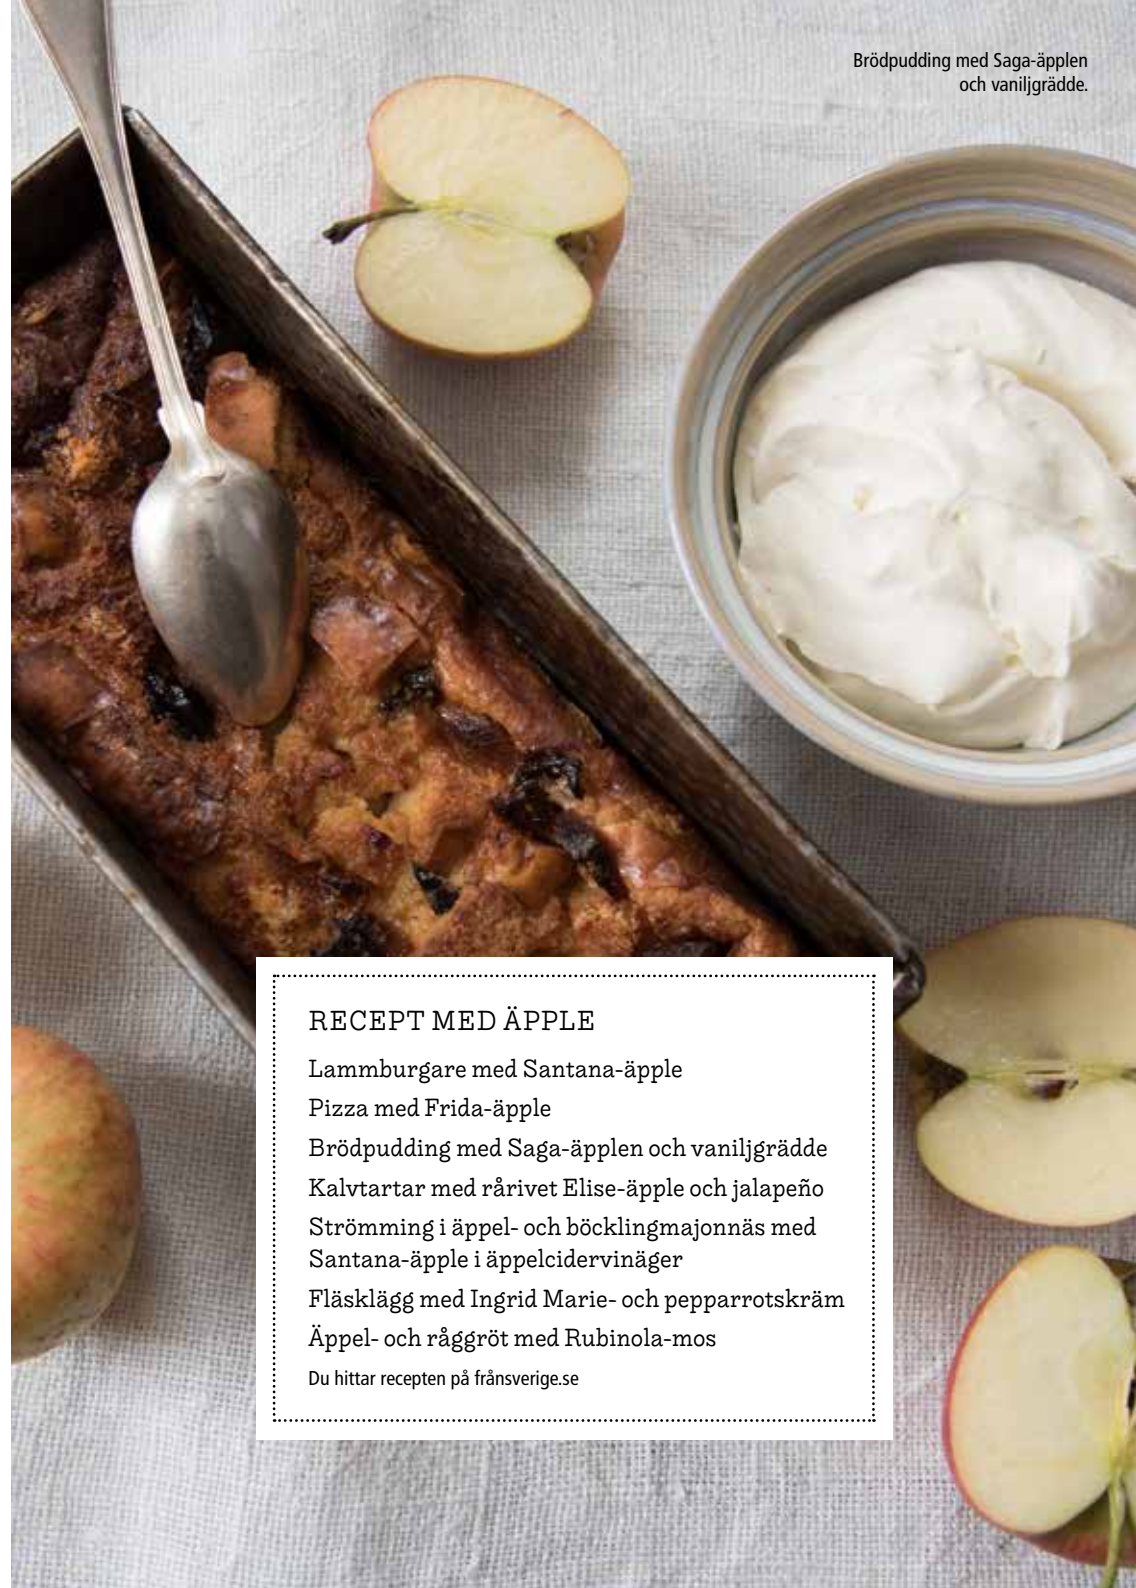 Brödpudding med Saga-äpplen
och vaniljgrädde.
RECEPT MED ÄPPLE
Lammburgare med Santana-äpple
Pizza med Frida-äpple
Brödpudding med Saga-äpplen och vaniljgrädde
Kalvtartar med rårivet Elise-äpple och jalapeño
Strömming i äppel- och böcklingmajonnäs med
Santana-äpple i äppelcidervinäger
Fläsklägg med Ingrid Marie- och pepparrotskräm
Äppel- och råggröt med Rubinola-mos
Du hittar recepten på frånsverige.se